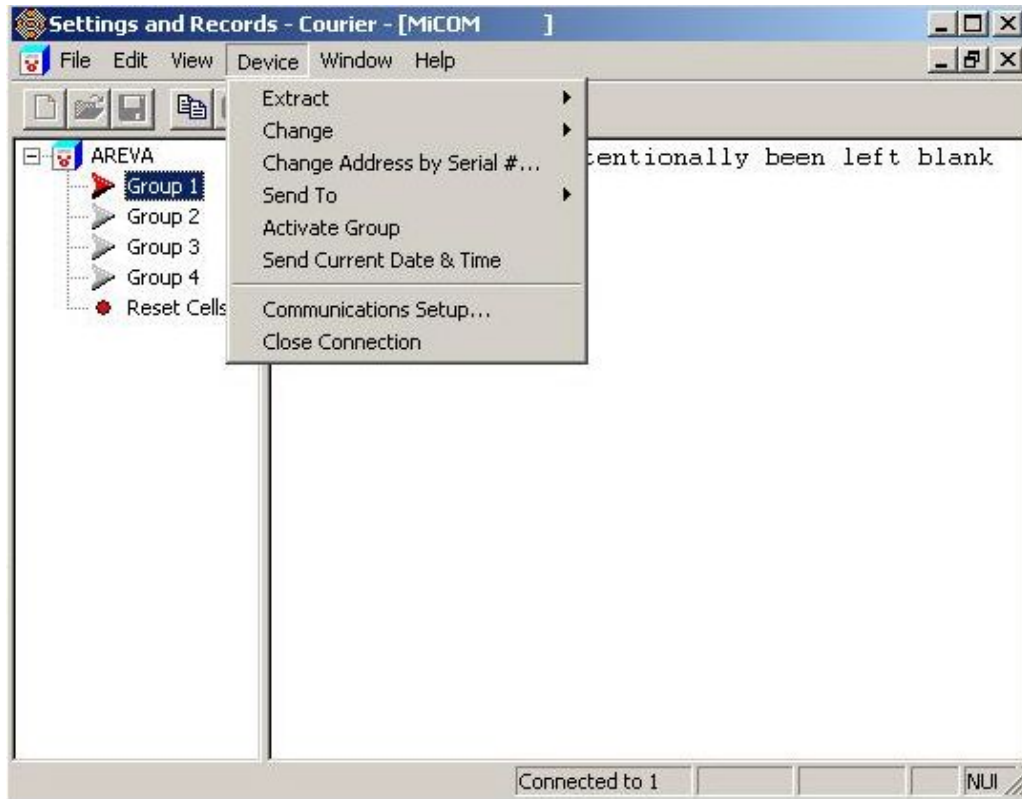 Settings and Records - Courier - [MiCOM ]
File Edit View Device Window Help
Extract
Change
Change Address by Serial #...
Send To
Activate Group
Send Current Date & Time
Communications Setup...
Close Connection
AREVA
Group 1
Group 2
Group 3
Group 4
Reset Cells
been left blank
Connected to 1